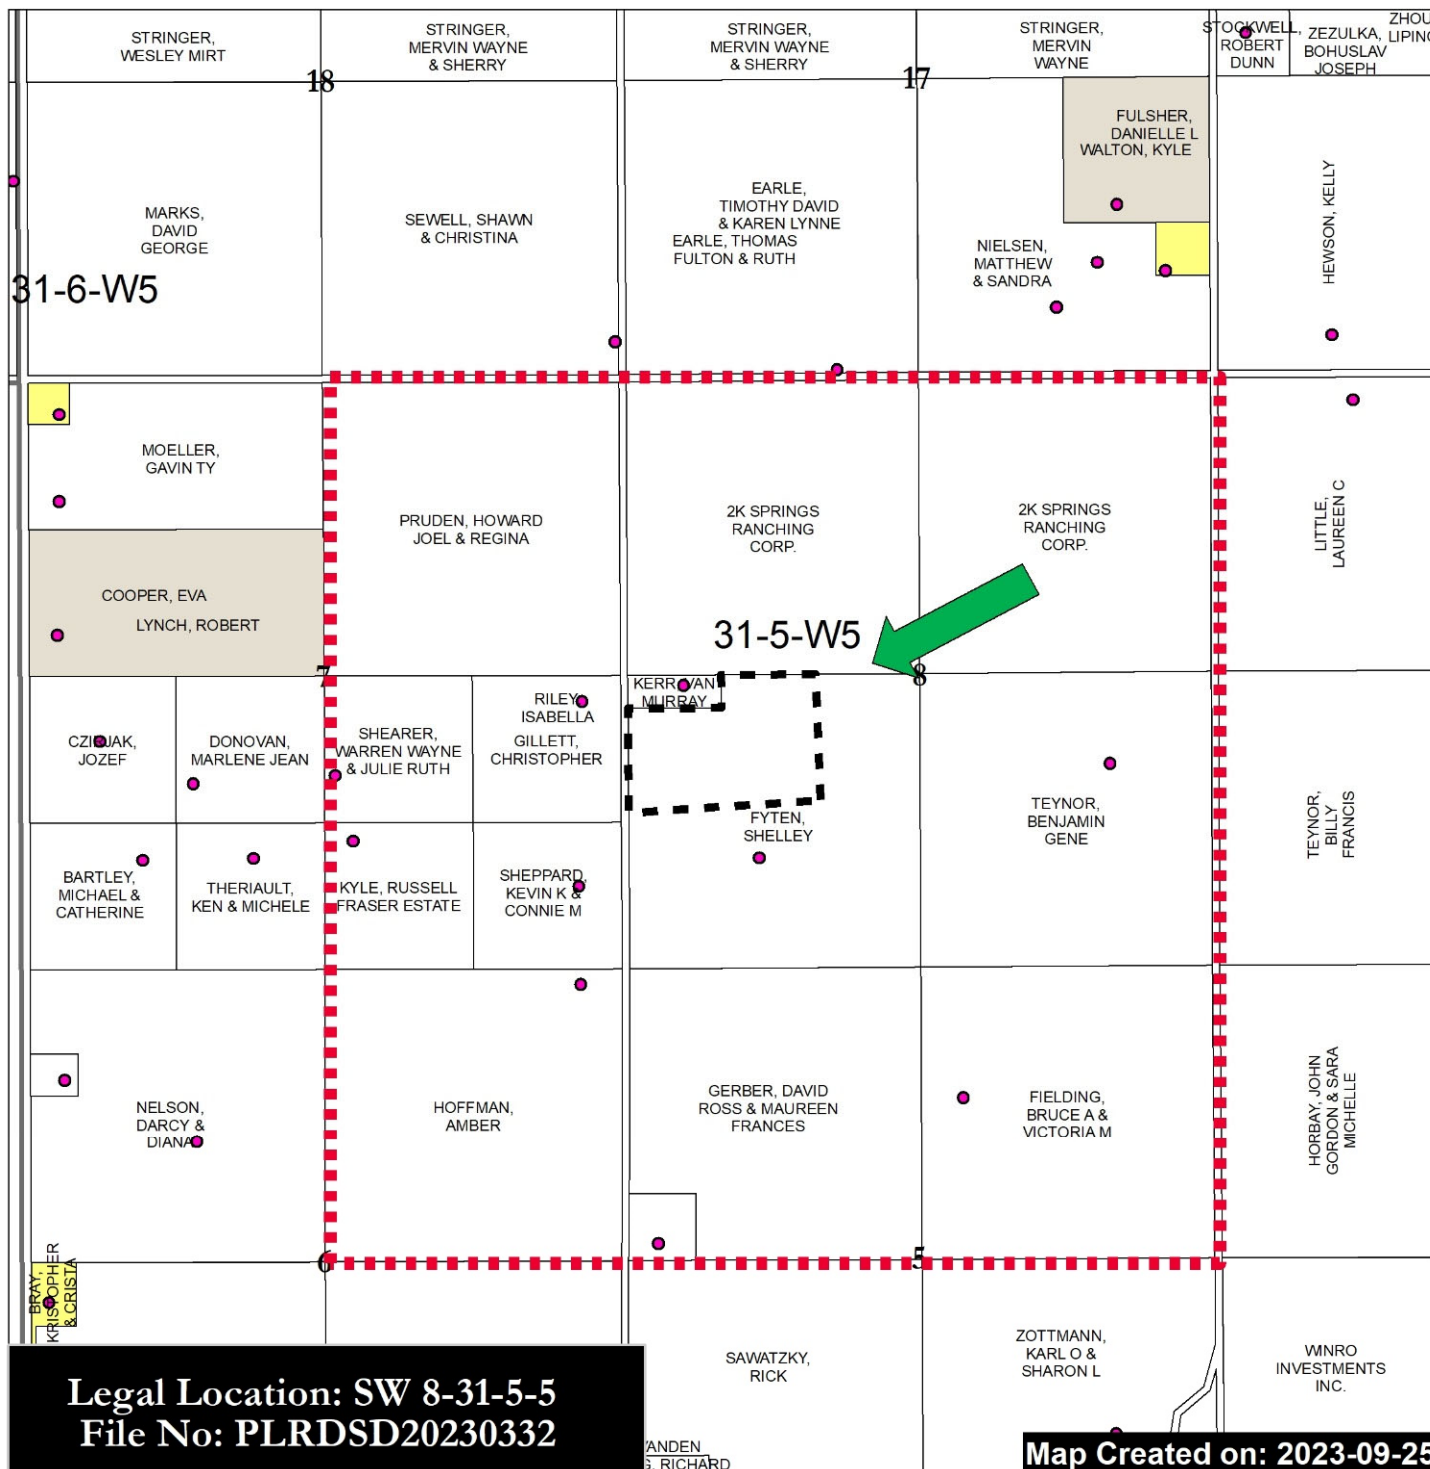 STRINGER,
WESLEY MIRT
STRINGER,
MERVIN WAYNE
& SHERRY
STRINGER,
MERVIN WAYNE
& SHERRY
STRINGER,
MERVIN
WAYNE
STOCKWELL,
ROBERT
DUNN
ZEZULKA,
BOHUSLAV
JOSEPH
18
17
FULSHER,
DANIELLE L
WALTON, KYLE
MARKS,
DAVID
GEORGE
SEWELL, SHAWN
& CHRISTINA
EARLE,
TIMOTHY DAVID
& KAREN LYNNE
EARLE, THOMAS
FULTON & RUTH
NIELSEN,
MATTHEW
& SANDRA
HEWSON, KELLY
31-6-W5
MOELLER,
GAVIN TY
PRUDEN, HOWARD
JOEL & REGINA
2K SPRINGS
RANCHING
CORP.
2K SPRINGS
RANCHING
CORP.
LITTLE,
LAUREEN C
COOPER, EVA
LYNCH, ROBERT
31-5-W5
7
8
KERR, VAN
MURRAY
JOZEF
DONOVAN,
MARLENE JEAN
SHEARER,
WARREN WAYNE
& JULIE RUTH
RILEY,
ISABELLA
GILLETT,
CHRISTOPHER
FYTEN,
SHELLEY
TEYNOR,
BENJAMIN
GENE
TEYNOR,
BILLY
FRANCIS
BARTLEY,
MICHAEL &
CATHERINE
THERIAULT,
KEN & MICHELE
KYLE, RUSSELL
FRASER ESTATE
SHEPPARD,
KEVIN K &
CONNIE M
NELSON,
DARCY &
DIANA
HOFFMAN,
AMBER
GERBER, DAVID
ROSS & MAUREEN
FRANCES
FIELDING,
BRUCE A &
VICTORIA M
HORBAY, JOHN
GORDON & SARA
MICHELLE
6
5
BRAY,
KRISTOPHER
& CRISTA
SAWATZKY,
RICK
ZOTTMANN,
KARL O &
SHARON L
WINRO
INVESTMENTS
INC.
Legal Location: SW 8-31-5-5
File No: PLRDSD20230332
RICHARD
Map Created on: 2023-09-25